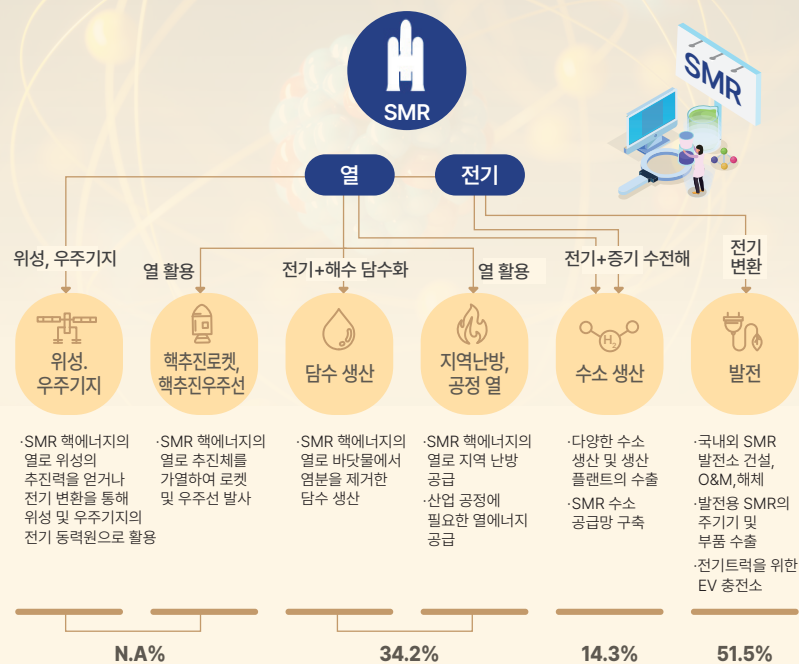 SMR
SMR
열
전기
위성, 우주기지
열 활용
전기+해수 담수화
열 활용
전기+증기 수전해
전기
변환
위성.
우주기지
핵추진로켓,
핵추진우주선
담수 생산
지역난방,
공정 열
H₂
수소 생산
발전
·SMR 핵에너지의
열로 위성의
추진력을 얻거나
전기 변환을 통해
위성 및 우주기지의
전기 동력원으로 활용
·SMR 핵에너지의
열로 추진체를
가열하여 로켓
및 우주선 발사
·SMR 핵에너지의
열로 바닷물에서
염분을 제거한
담수 생산
·SMR 핵에너지의
열로 지역 난방
공급
·산업 공정에
필요한 열에너지
공급
·다양한 수소
생산 및 생산
플랜트의 수출
·SMR 수소
공급망 구축
·국내외 SMR
발전소 건설,
O&M,해체
·발전용 SMR의
주기기 및
부품 수출
·전기트럭을 위한
EV 충전소
N.A%
34.2%
14.3%
51.5%